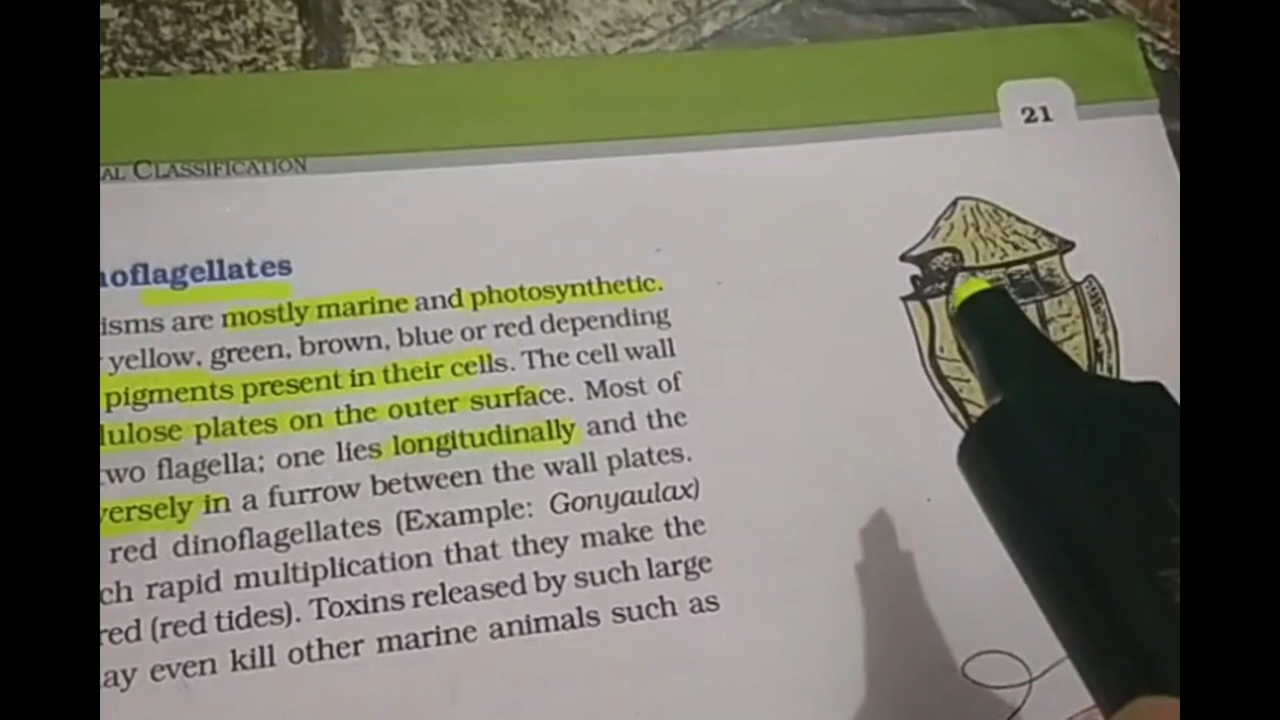 21
AL CLASSIFICATION
noflagellates
isms are mostly marine and photosynthetic.
yellow, green, brown, blue or red depending
pigments present in their cells. The cell wall
lulose plates on the outer surface. Most of
two flagella; one lies longitudinally and the
versely in a furrow between the wall plates.
red dinoflagellates (Example: Gonyaulax)
ch rapid multiplication that they make the
red (red tides). Toxins released by such large
ay even kill other marine animals such as